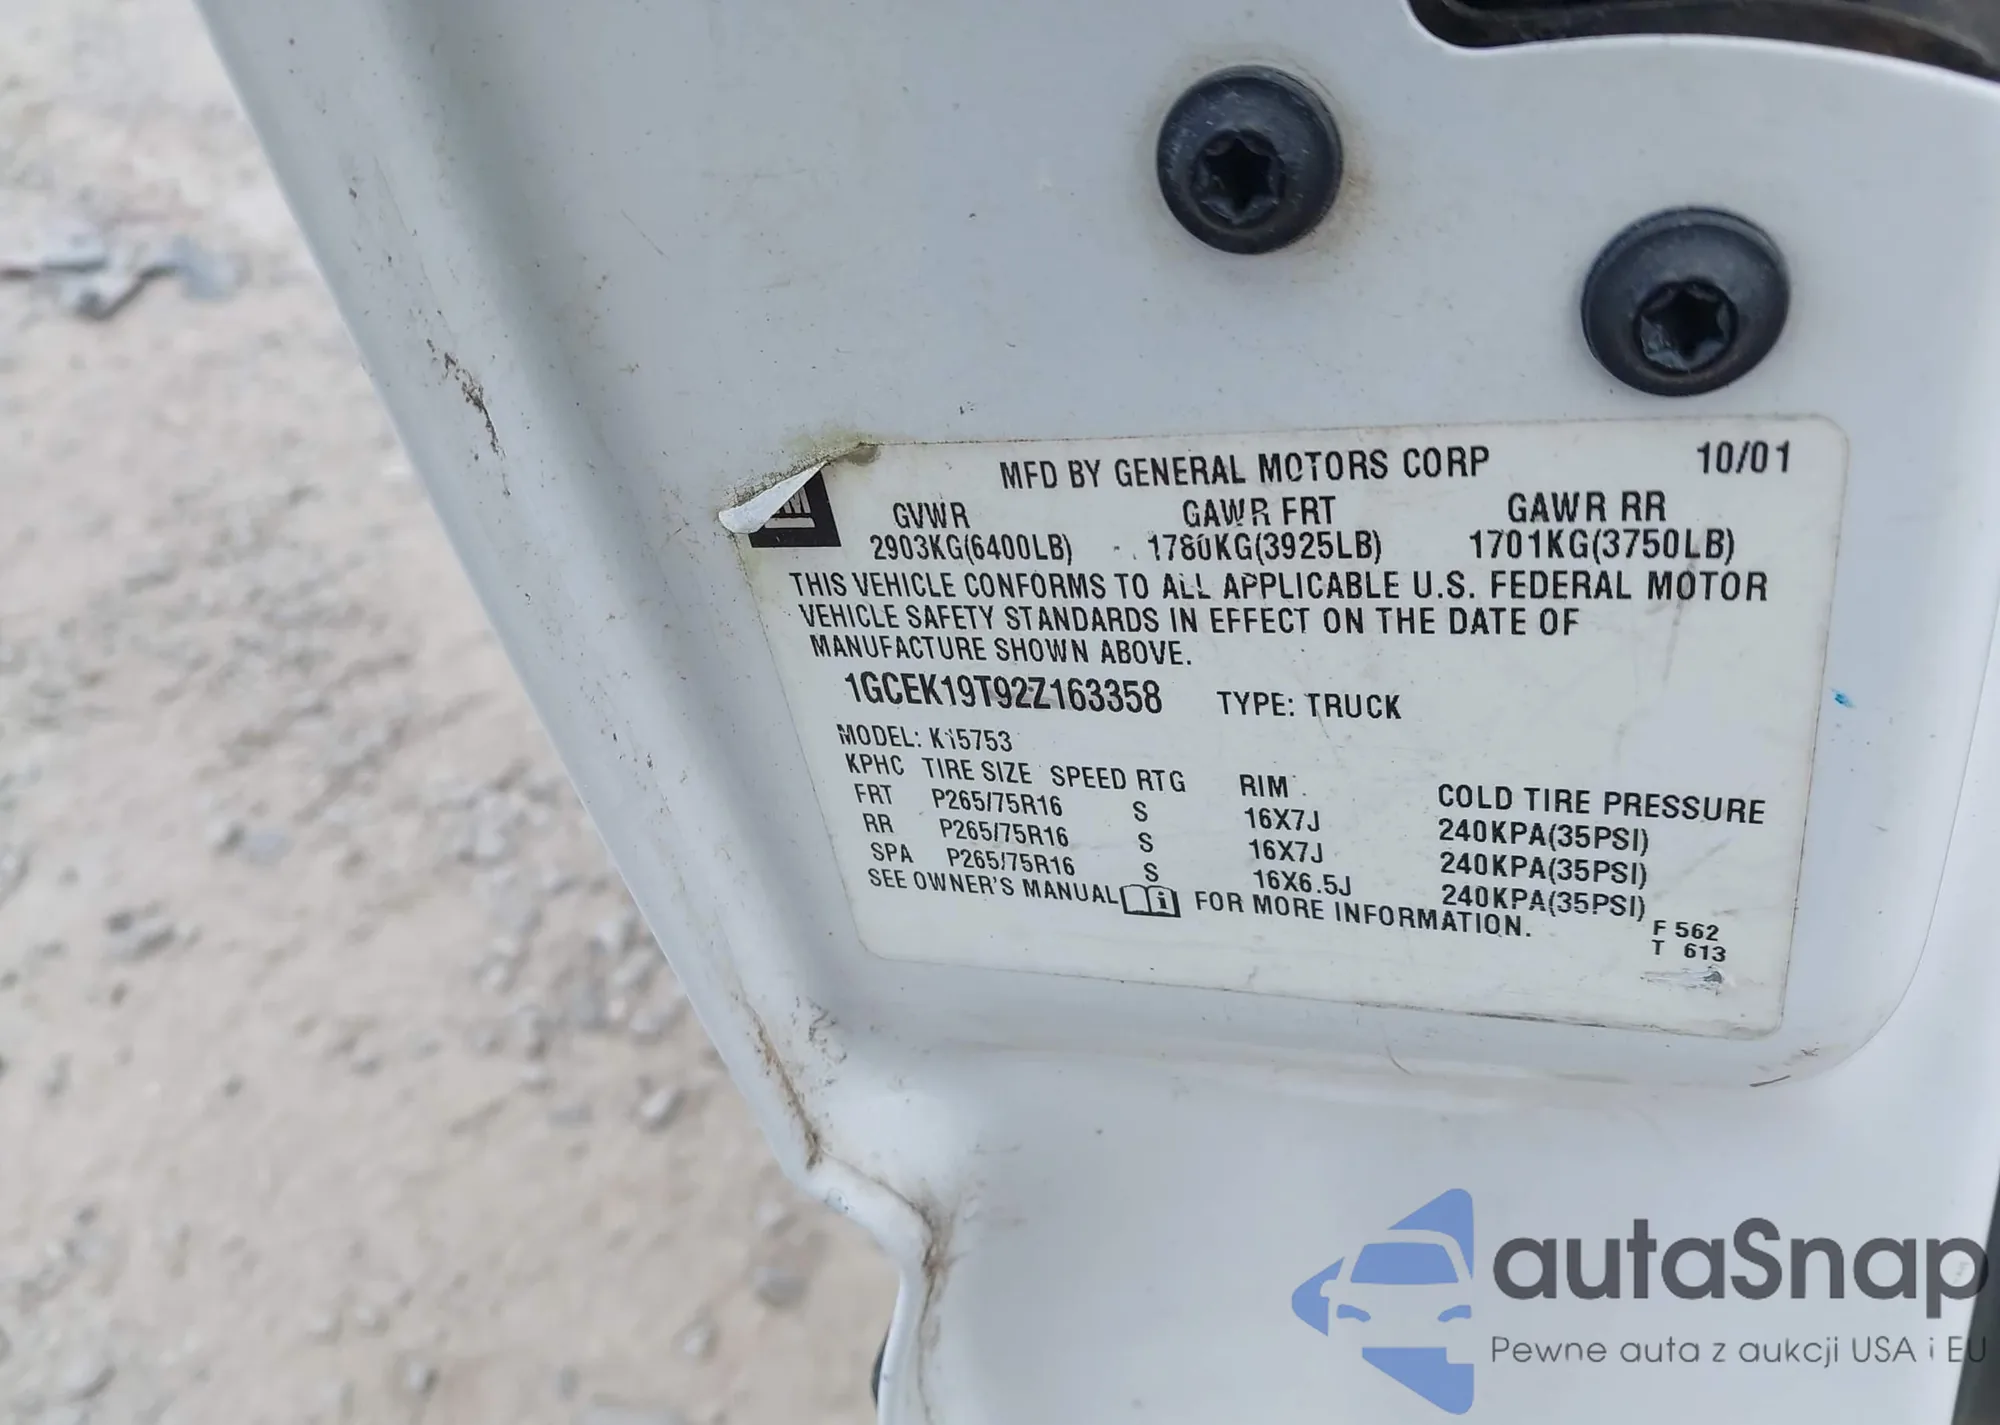 MFD BY GENERAL MOTORS CORP 10/01
GVWR GAWR FRT GAWR RR
2903KG(6400LB) 1780KG(3925LB) 1701KG(3750LB)
THIS VEHICLE CONFORMS TO ALL APPLICABLE U.S. FEDERAL MOTOR
VEHICLE SAFETY STANDARDS IN EFFECT ON THE DATE OF
MANUFACTURE SHOWN ABOVE.
1GCEK19T92Z163358 TYPE: TRUCK
MODEL: K15753
KPHC TIRE SIZE SPEED RTG RIM COLD TIRE PRESSURE
FRT P265/75R16 S 16X7J 240KPA(35PSI)
RR P265/75R16 S 16X7J 240KPA(35PSI)
SPA P265/75R16 S 16X6.5J 240KPA(35PSI)
SEE OWNER'S MANUAL i FOR MORE INFORMATION.
F 562
T 613
autaSnap
Pewne auta z aukcji USA i EU